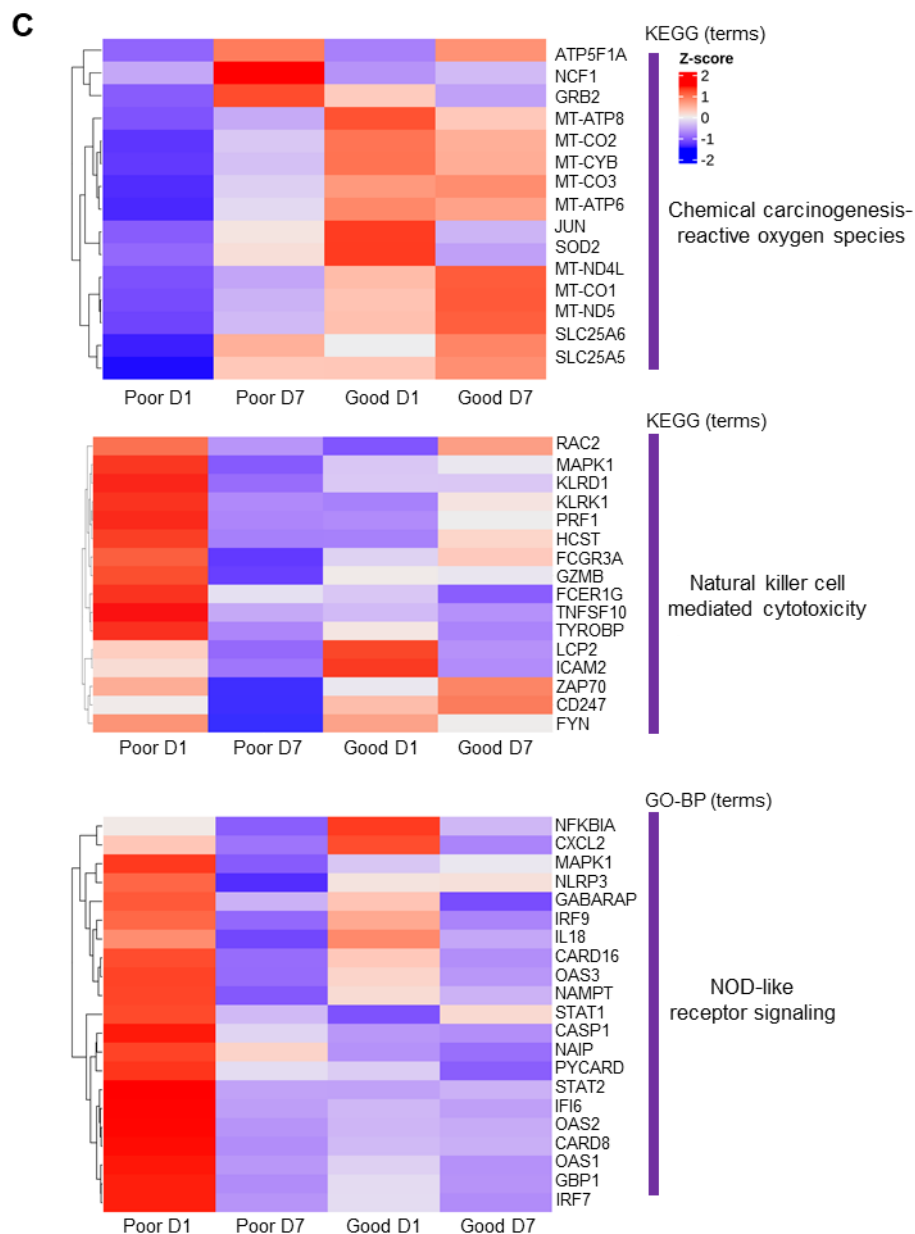 C
KEGG (terms)
Z-score
2
1
0
-1
-2
ATP5F1A
NCF1
GRB2
MT-ATP8
MT-CO2
MT-CYB
MT-CO3
MT-ATP6
JUN
SOD2
MT-ND4L
MT-CO1
MT-ND5
SLC25A6
SLC25A5
Chemical carcinogenesis-
reactive oxygen species
Poor D1 Poor D7 Good D1 Good D7
KEGG (terms)
RAC2
MAPK1
KLRD1
KLRK1
PRF1
HCST
FCGR3A
GZMB
FCER1G
TNFSF10
TYROBP
LCP2
ICAM2
ZAP70
CD247
FYN
Natural killer cell
mediated cytotoxicity
Poor D1 Poor D7 Good D1 Good D7
GO-BP (terms)
NFKBIA
CXCL2
MAPK1
NLRP3
GABARAP
IRF9
IL18
CARD16
OAS3
NAMPT
STAT1
CASP1
NAIP
PYCARD
STAT2
IFI6
OAS2
CARD8
OAS1
GBP1
IRF7
NOD-like
receptor signaling
Poor D1 Poor D7 Good D1 Good D7